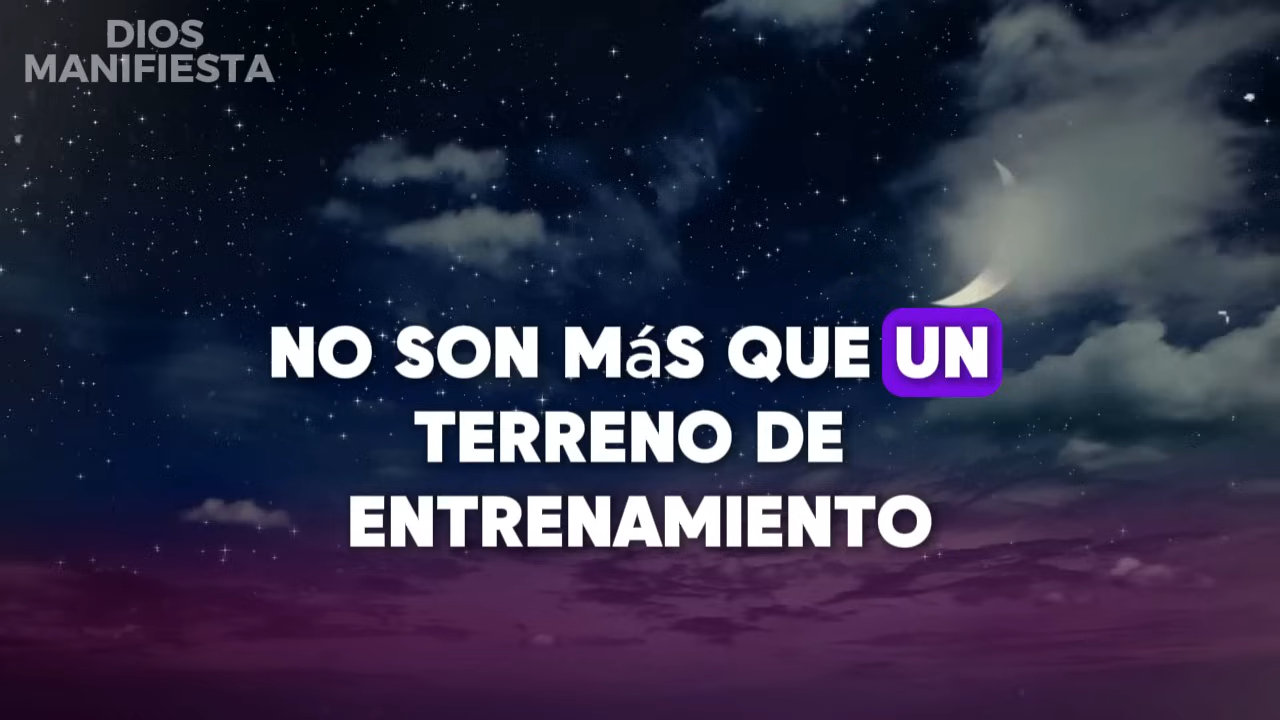 DIOS
MANIFIESTA
NO SON MáS QUE UN
TERRENO DE
ENTRENAMIENTO